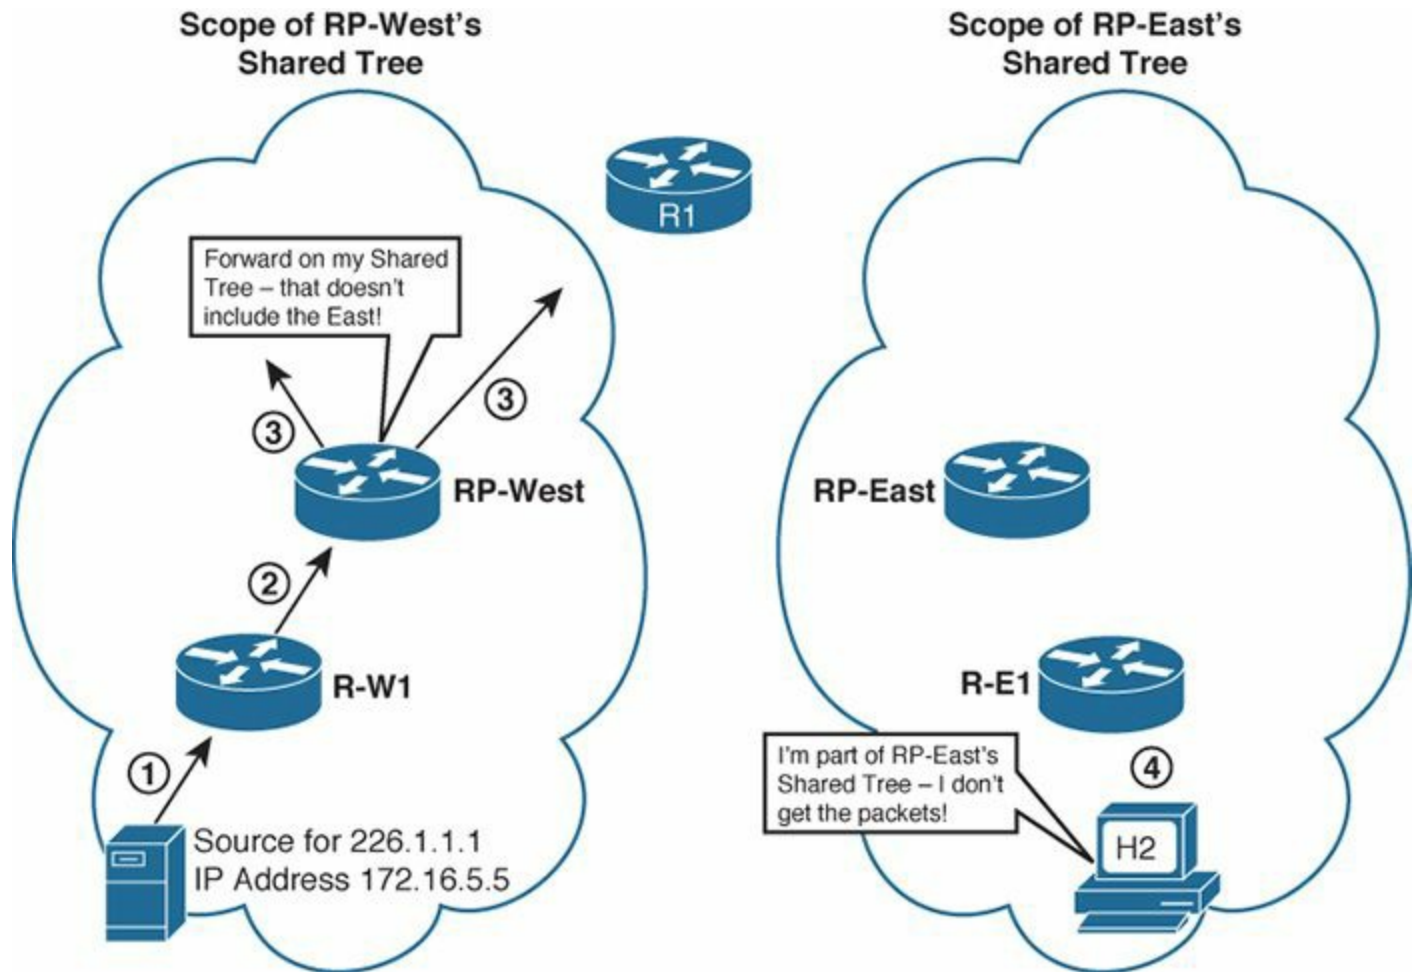 Scope of RP-West's
Shared Tree
Scope of RP-East's
Shared Tree
R1
Forward on my Shared
Tree – that doesn't
include the East!
3
3
RP-West
RP-East
2
R-W1
R-E1
1
I'm part of RP-East's
Shared Tree – I don't
get the packets!
4
H2
Source for 226.1.1.1
IP Address 172.16.5.5